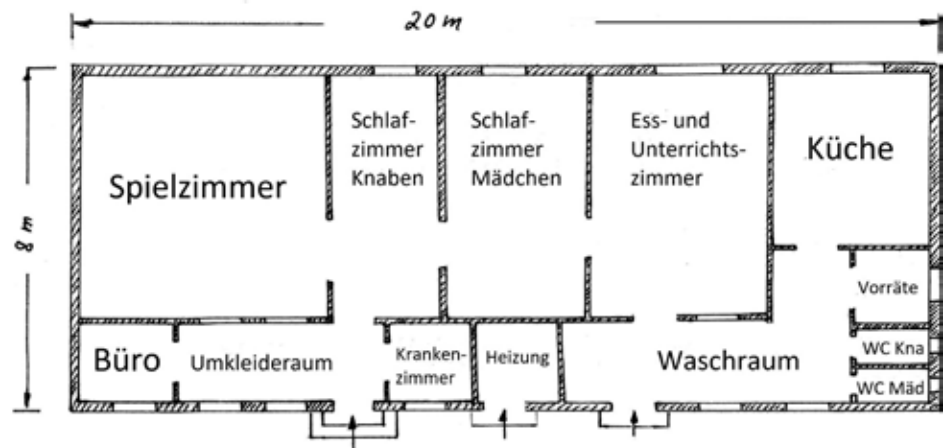 20 m
8 m
Spielzimmer
Schlaf-
zimmer
Knaben
Schlaf-
zimmer
Mädchen
Ess- und
Unterrichts-
zimmer
Küche
Vorräte
Büro
Umkleideraum
Kranken-
zimmer
Heizung
Waschraum
WC Kna
WC Mäd